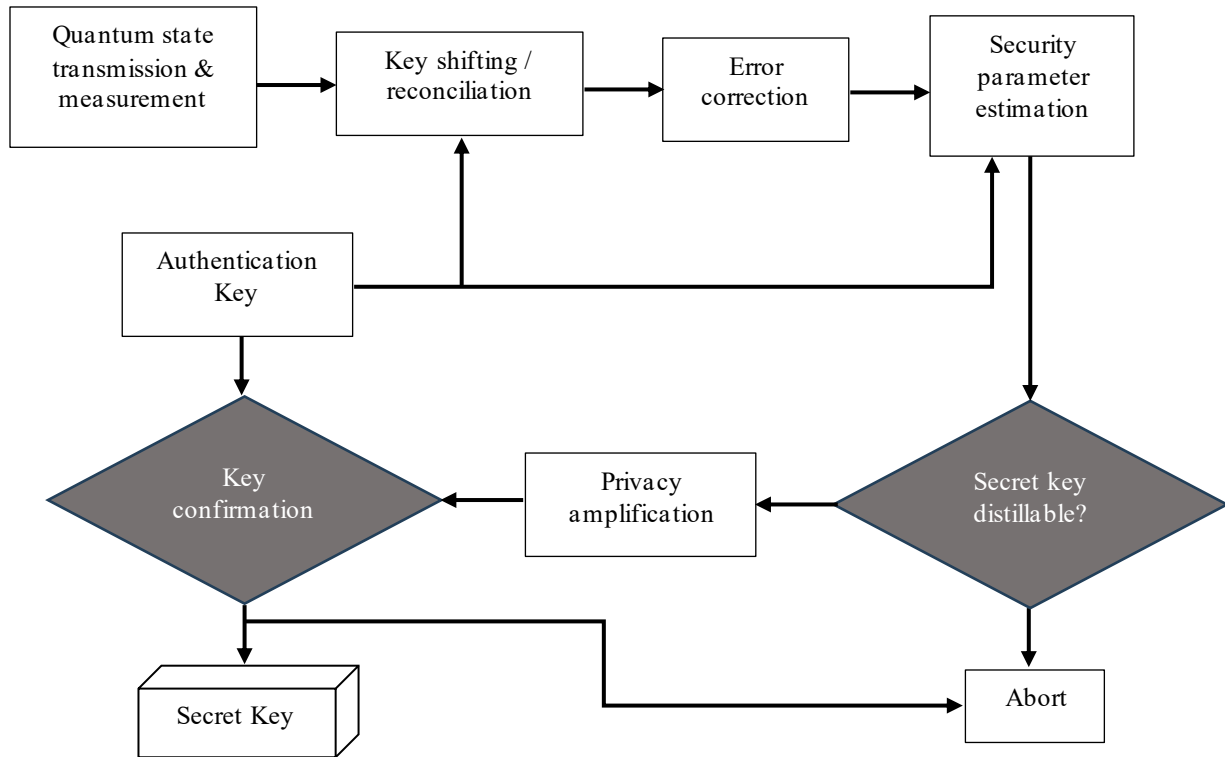 Quantum state
transmission &
measurement
Key shifting /
reconciliation
Error
correction
Security
parameter
estimation
Authentication
Key
Key
confirmation
Privacy
amplification
Secret key
distillable?
Secret Key
Abort